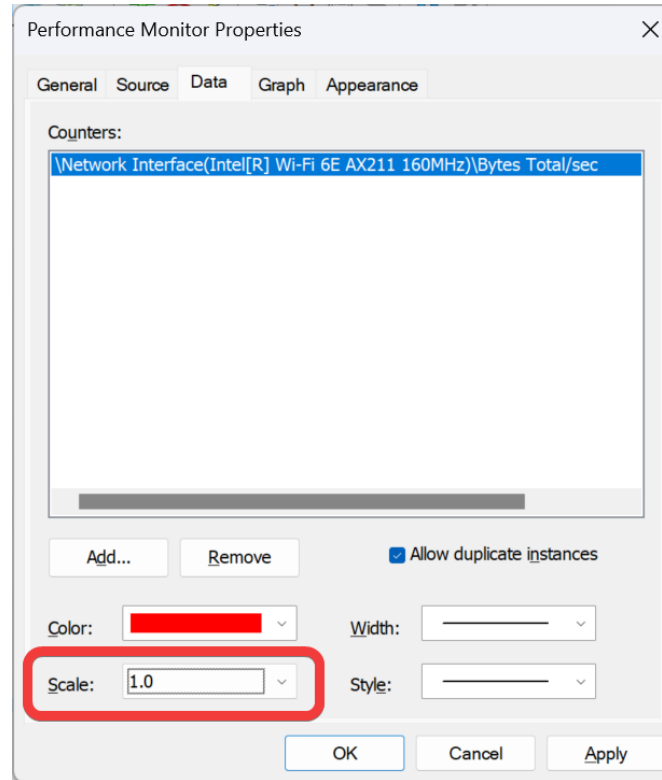 Performance Monitor Properties
General Source Data Graph Appearance
Counters:
\Network Interface(Intel[R] Wi-Fi 6E AX211 160MHz)\Bytes Total/sec
Add... Remove Allow duplicate instances
Color: Width:
Scale: 1.0 Style:
OK Cancel Apply